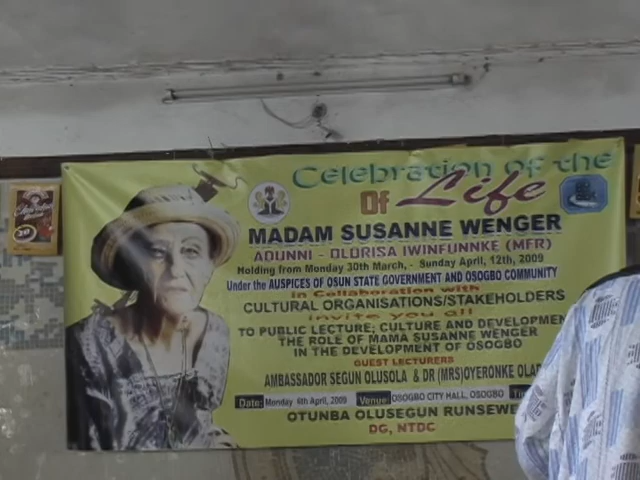 Celebration of the
Of Life
MADAM SUSANNE WENGER
ADUNNI - OLORISA IWINFUNNKE (MFR)
Holding from Monday 30th March, - Sunday April, 12th, 2009
Under the AUSPICES OF OSUN STATE GOVERNMENT AND OSOGBO COMMUNITY
in Collaboration with
CULTURAL ORGANISATIONS/STAKEHOLDERS
invite you all
TO PUBLIC LECTURE; CULTURE AND DEVELOPMEN
THE ROLE OF MAMA SUSANNE WENGER
IN THE DEVELOPMENT OF OSOGBO
GUEST LECTURERS
AMBASSADOR SEGUN OLUSOLA & DR (MRS) OYERONKE OLA
Date: Monday 6th April, 2009 Venue: OSOGBO CITY HALL, OSOGBO
OTUNBA OLUSEGUN RUNSEWE
DG, NTDC